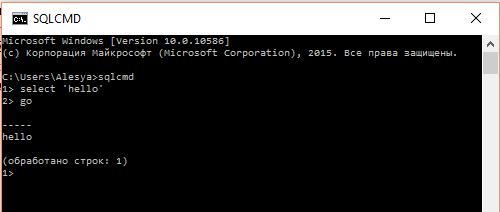 SQLCMD
Microsoft Windows [Version 10.0.10586]
(c) Корпорация Майкрософт (Microsoft Corporation), 2015. Все права защищены.
C:\Users\Alesya>sqlcmd
1> select 'hello'
2> go
-----
hello
(обработано строк: 1)
1>